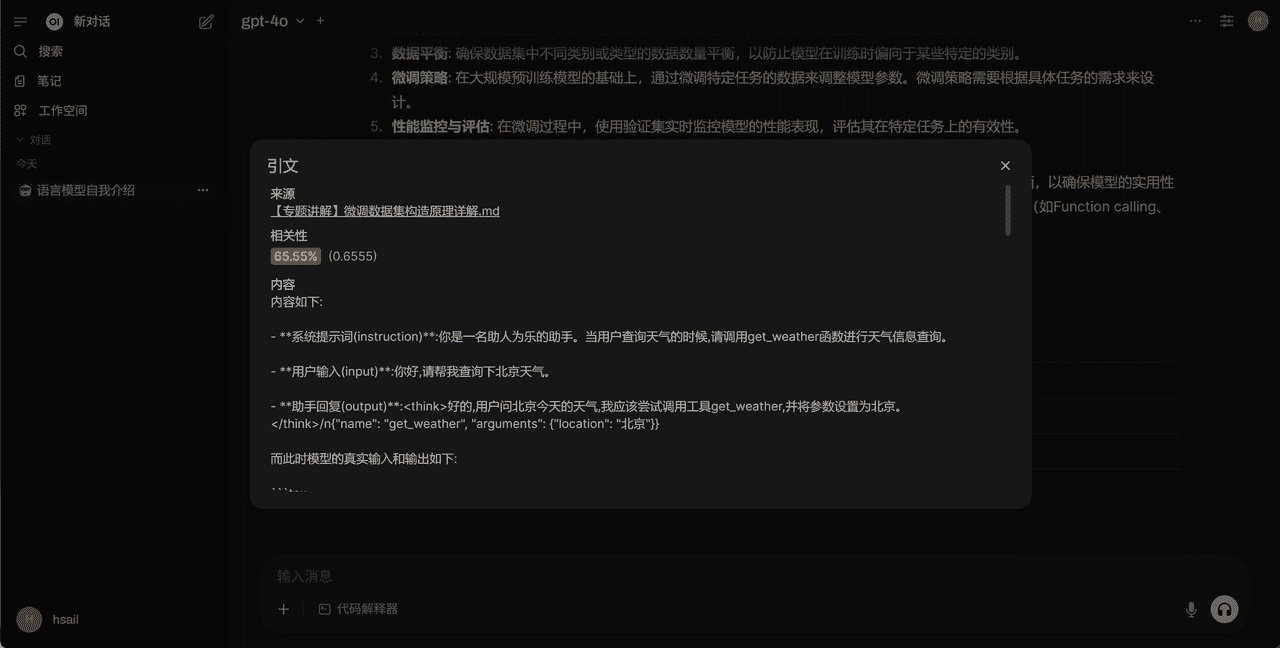 新对话
gpt-4o
搜索
笔记
工作空间
对话
今天
语言模型自我介绍
3. 数据平衡: 确保数据集中不同类别或类型的数据数量平衡，以防止模型在训练时偏向于某些特定的类别。
4. 微调策略: 在大规模预训练模型的基础上，通过微调特定任务的数据来调整模型参数。微调策略需要根据具体任务的需求来设
计。
5. 性能监控与评估: 在微调过程中，使用验证集实时监控模型的性能表现，评估其在特定任务上的有效性。
，以确保模型的实用性
（如Function calling、
引文
来源
【专题讲解】微调数据集构造原理详解.md
相关性
65.55% (0.6555)
内容
内容如下:
- **系统提示词(instruction)**:你是一名助人为乐的助手。当用户查询天气的时候,请调用get_weather函数进行天气信息查询。
- **用户输入(input)**:你好,请帮我查询下北京天气。
- **助手回复(output)**:<think>好的,用户问北京今天的天气,我应该尝试调用工具get_weather,并将参数设置为北京。
</think>/n{"name": "get_weather", "arguments": {"location": "北京"}}
而此时模型的真实输入和输出如下:
输入消息
代码解释器
hsail